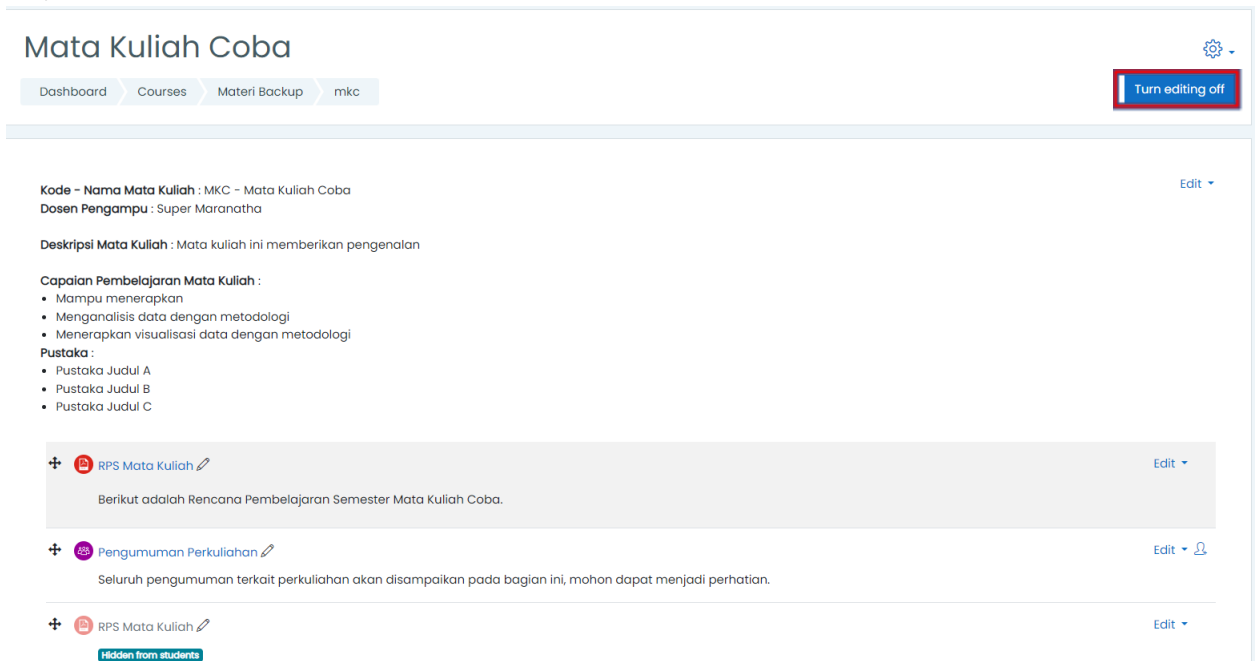 Mata Kuliah Coba
Dashboard Courses Materi Backup mkc
Turn editing off
Kode - Nama Mata Kuliah : MKC - Mata Kuliah Coba
Edit
Dosen Pengampu : Super Maranatha
Deskripsi Mata Kuliah : Mata kuliah ini memberikan pengenalan
Capaian Pembelajaran Mata Kuliah :
• Mampu menerapkan
• Menganalisis data dengan metodologi
• Menerapkan visualisasi data dengan metodologi
Pustaka :
• Pustaka Judul A
• Pustaka Judul B
• Pustaka Judul C
RPS Mata Kuliah
Edit
Berikut adalah Rencana Pembelajaran Semester Mata Kuliah Coba.
Pengumuman Perkuliahan
Edit
Seluruh pengumuman terkait perkuliahan akan disampaikan pada bagian ini, mohon dapat menjadi perhatian.
RPS Mata Kuliah
Edit
Hidden from students